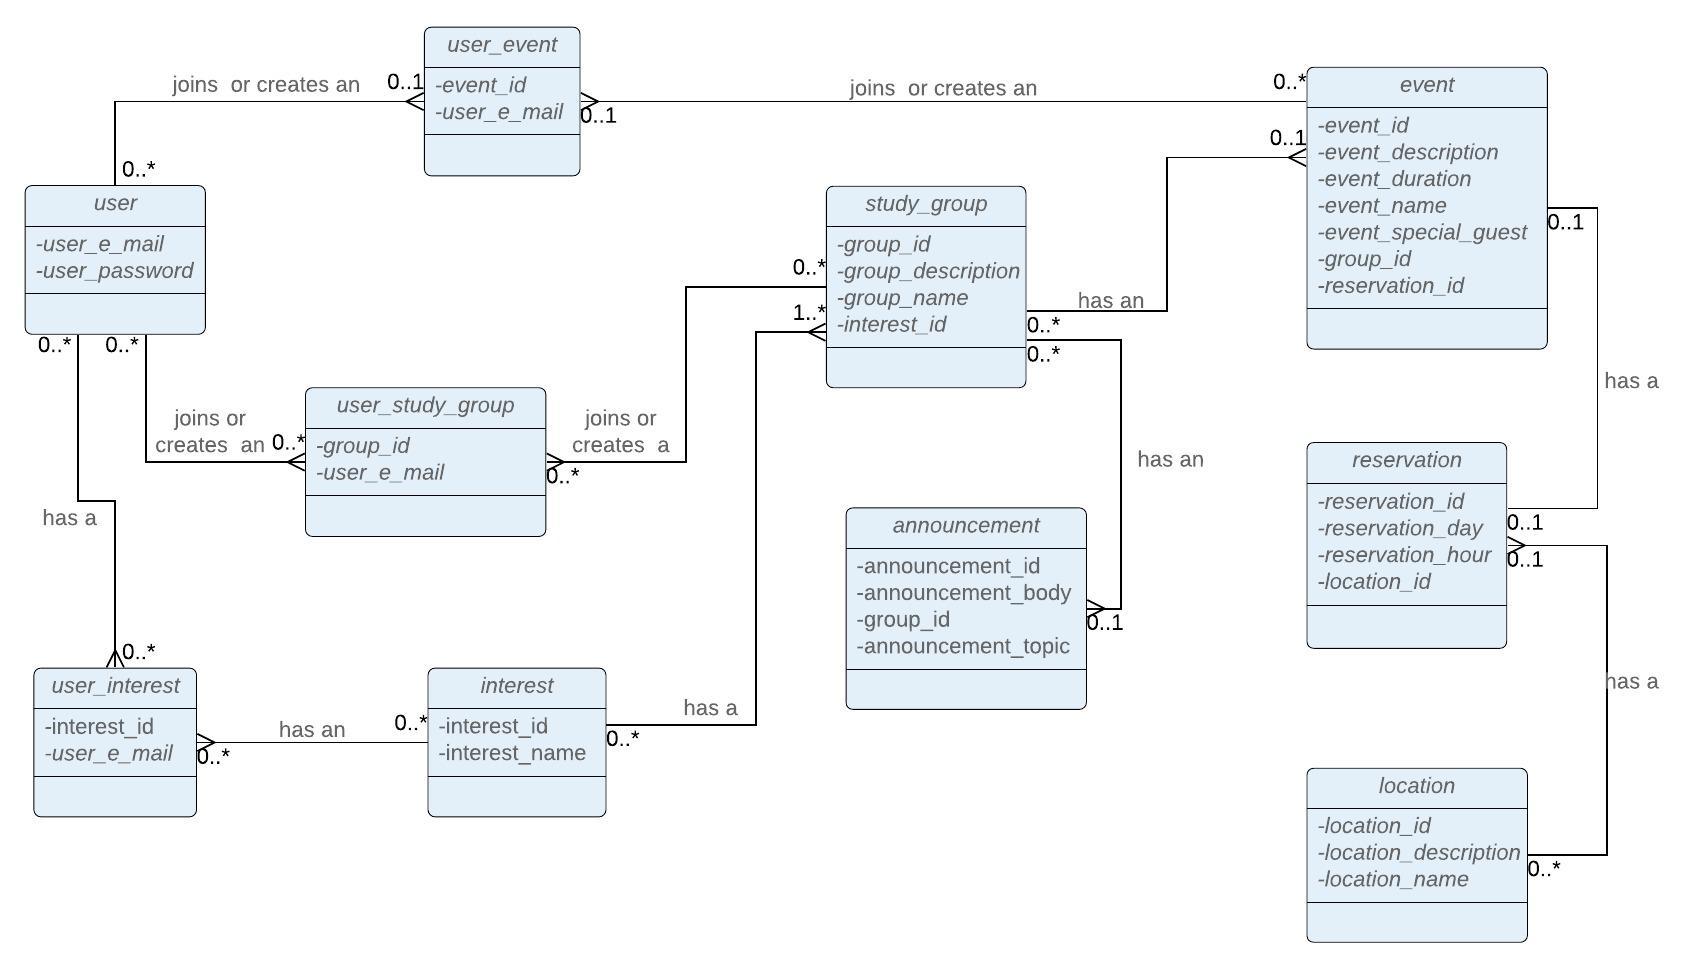 user_event
-event_id
-user_e_mail
joins  or creates an
0..1
0..*
joins  or creates an
0..1
0..*
event
-event_id
-event_description
-event_duration
-event_name
-event_special_guest
-group_id
-reservation_id
0..1
0..1
user
-user_e_mail
-user_password
0..*
0..*
study_group
-group_id
-group_description
-group_name
-interest_id
0..*
1..*
has an
0..*
0..*
has a
user_study_group
-group_id
-user_e_mail
joins or
creates  an
0..*
joins or
creates  a
0..*
has an
has a
reservation
-reservation_id
-reservation_day
-reservation_hour
-location_id
0..1
0..1
announcement
-announcement_id
-announcement_body
-group_id
-announcement_topic
0..1
0..*
user_interest
-interest_id
-user_e_mail
has an
0..*
0..*
interest
-interest_id
-interest_name
has a
0..*
has a
location
-location_id
-location_description
-location_name
0..*